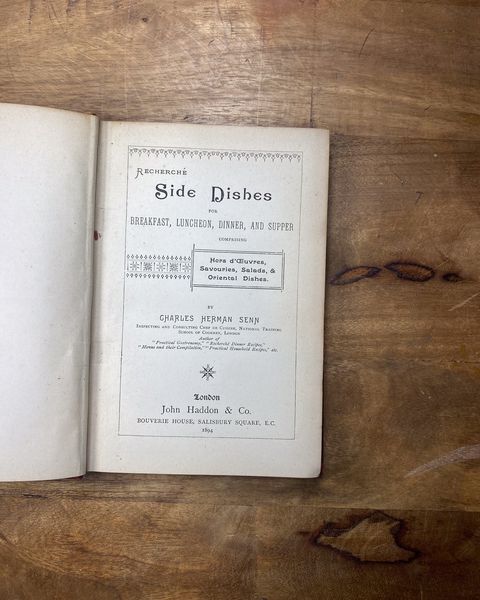 Recherché
Side Dishes
FOR
BREAKFAST, LUNCHEON, DINNER, AND SUPPER
COMPRISING
Hors d'Œuvres,
Savouries, Salads, &
Oriental Dishes.
BY
CHARLES HERMAN SENN
Inspecting and Consulting Chef de Cuisine, National Training
School of Cookery, London
Author of
"Practical Gastronomy," "Recherché Dinner Recipes,"
"Menus and their Compilation," "Practical Household Recipes," etc.
London
John Haddon & Co.
BOUVERIE HOUSE, SALISBURY SQUARE, E.C.
1894